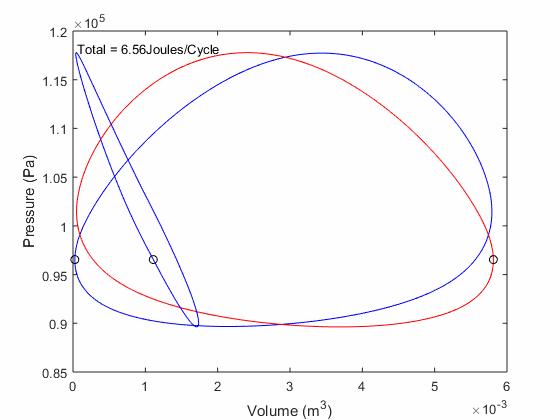 ×10^5
1.2
Total = 6.56Joules/Cycle
1.15
1.1
1.05
1
0.95
0.9
0.85
Pressure (Pa)
0 1 2 3 4 5 6
Volume (m^3)
×10^-3